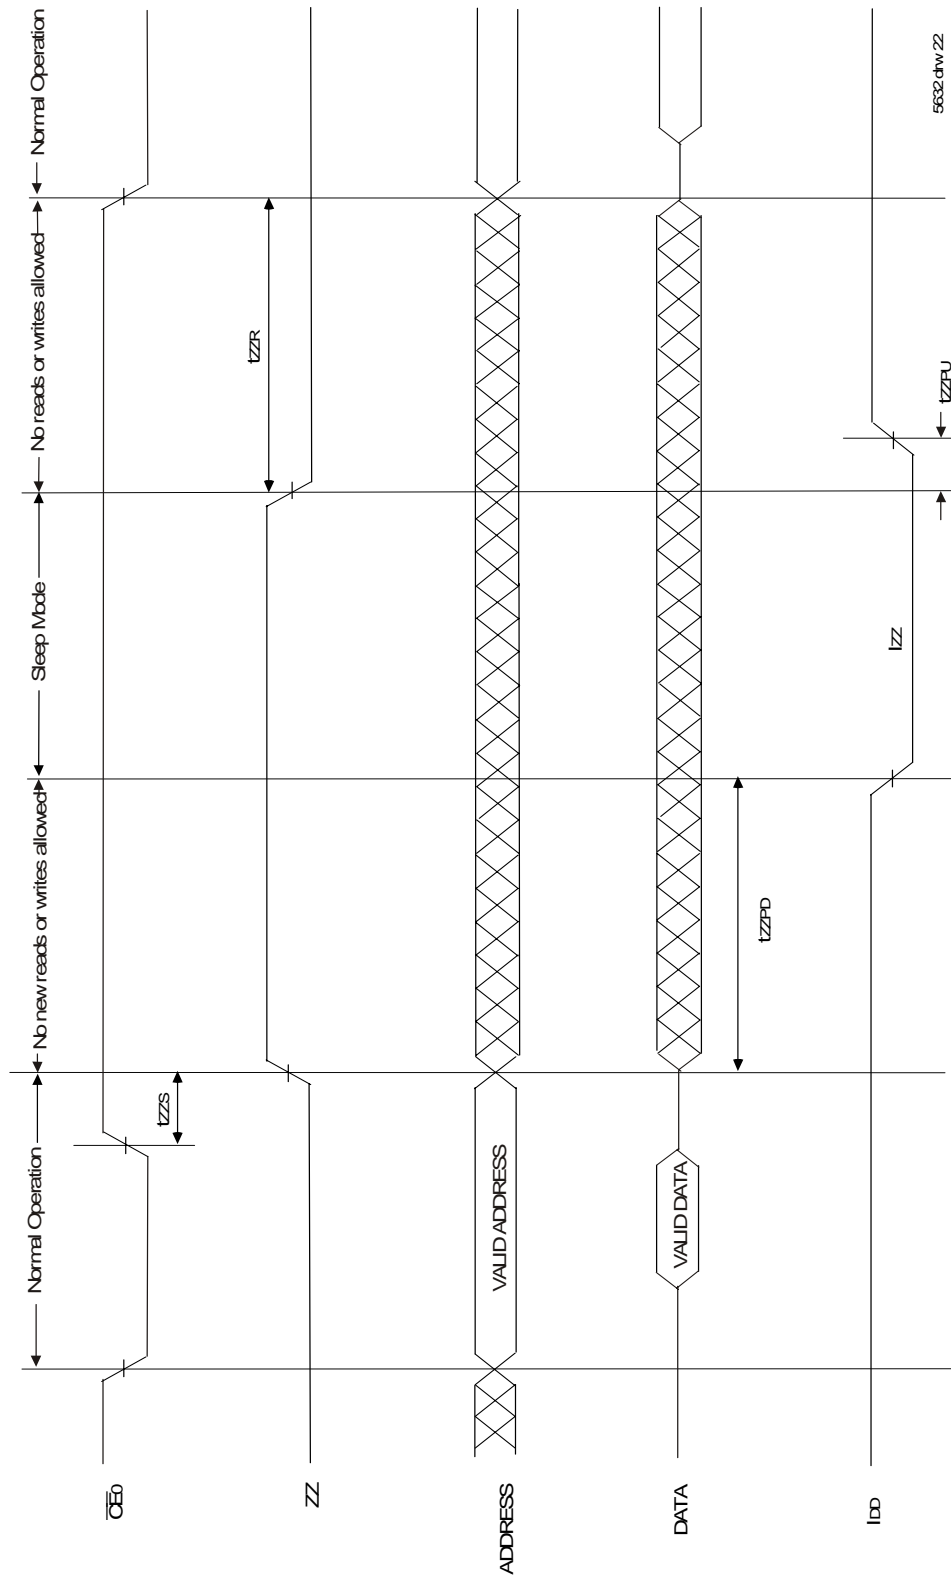 Normal Operation
No new reads or writes allowed
Sleep Mode
No reads or writes allowed
Normal Operation
CE0
tZZS
tZZR
ZZ
ADDRESS
VALID ADDRESS
DATA
VALID DATA
tZZPD
IDD
IZZ
tZZPU
5632 drw 22